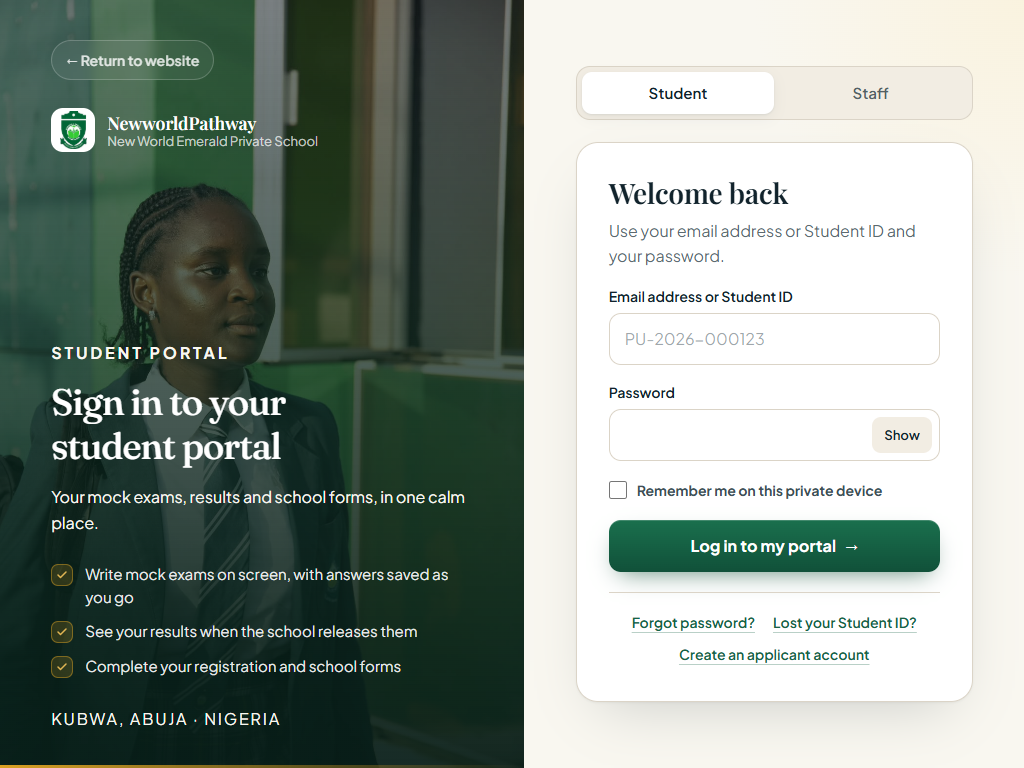 ← Return to website
NewworldPathway
New World Emerald Private School
STUDENT PORTAL
Sign in to your
student portal
Your mock exams, results and school forms, in one calm
place.
Write mock exams on screen, with answers saved as
you go
See your results when the school releases them
Complete your registration and school forms
KUBWA, ABUJA · NIGERIA
Student
Staff
Welcome back
Use your email address or Student ID and
your password.
Email address or Student ID
PU-2026-000123
Password
Show
Remember me on this private device
Log in to my portal →
Forgot password?
Lost your Student ID?
Create an applicant account